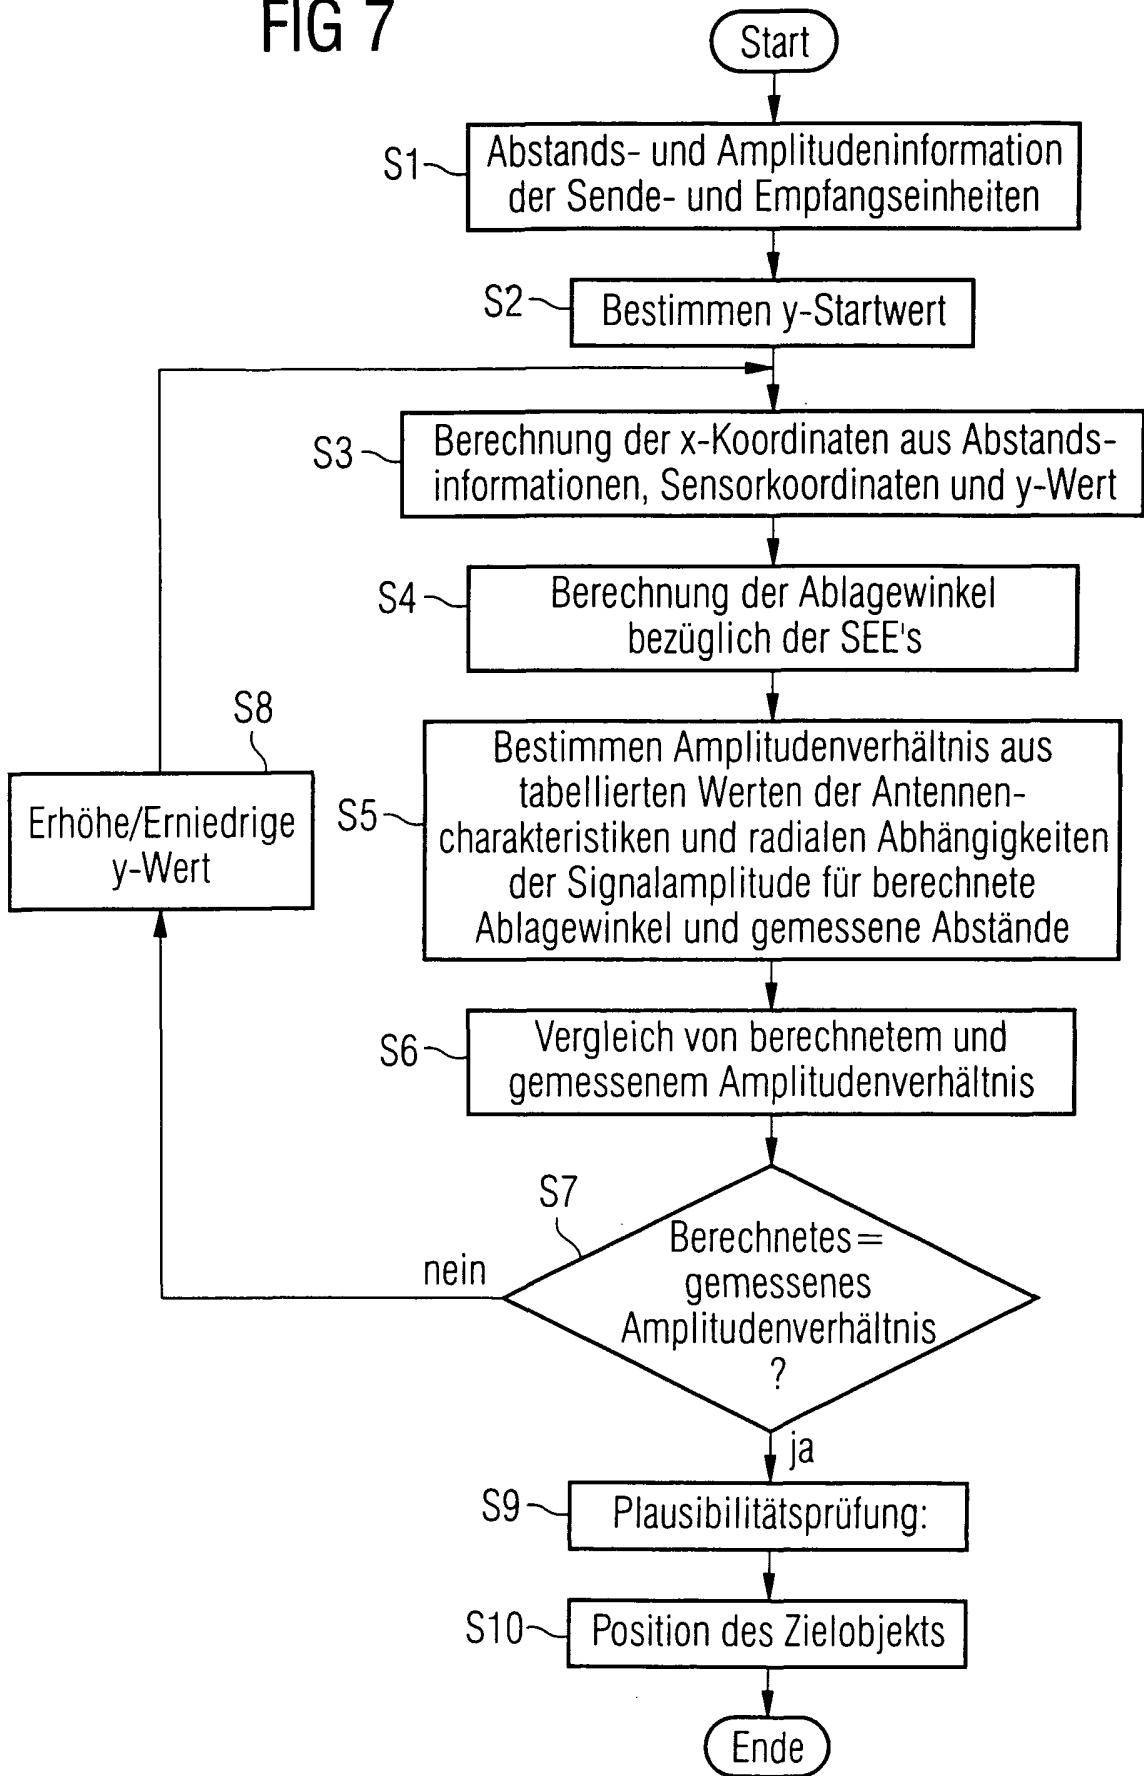 FIG 7
Start
S1
Abstands- und Amplitudeninformation
der Sende- und Empfangseinheiten
S2
Bestimmen y-Startwert
S3
Berechnung der x-Koordinaten aus Abstands-
informationen, Sensorkoordinaten und y-Wert
S4
Berechnung der Ablagewinkel
bezüglich der SEE's
S8
Erhöhe/Erniedrige
y-Wert
S5
Bestimmen Amplitudenverhältnis aus
tabellierten Werten der Antennen-
charakteristiken und radialen Abhängigkeiten
der Signalamplitude für berechnete
Ablagewinkel und gemessene Abstände
S6
Vergleich von berechnetem und
gemessenem Amplitudenverhältnis
S7
Berechnetes=
gemessenes
Amplitudenverhältnis
?
nein
ja
S9
Plausibilitätsprüfung:
S10
Position des Zielobjekts
Ende